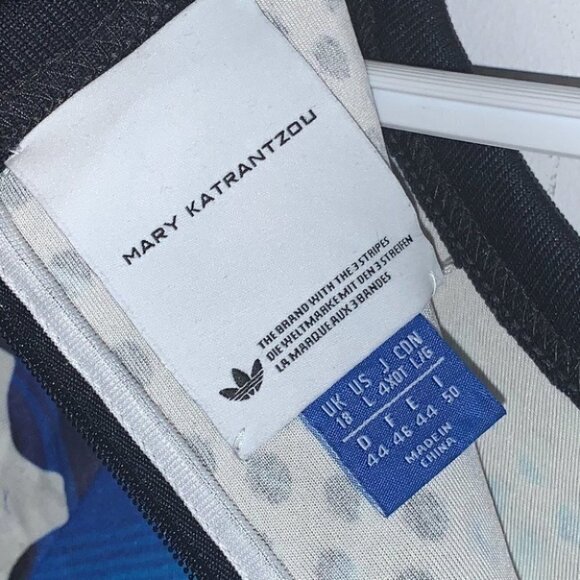 MARY KATRANTZOU
THE BRAND WITH THE 3 STRIPES
DIE WELTMARKE MIT DEN 3 STREIFEN
LA MARQUE AUX 3 BANDES
UK US J CDN
18 L 4XOT L/G
D F E I
44 46 44 50
MADE IN
CHINA